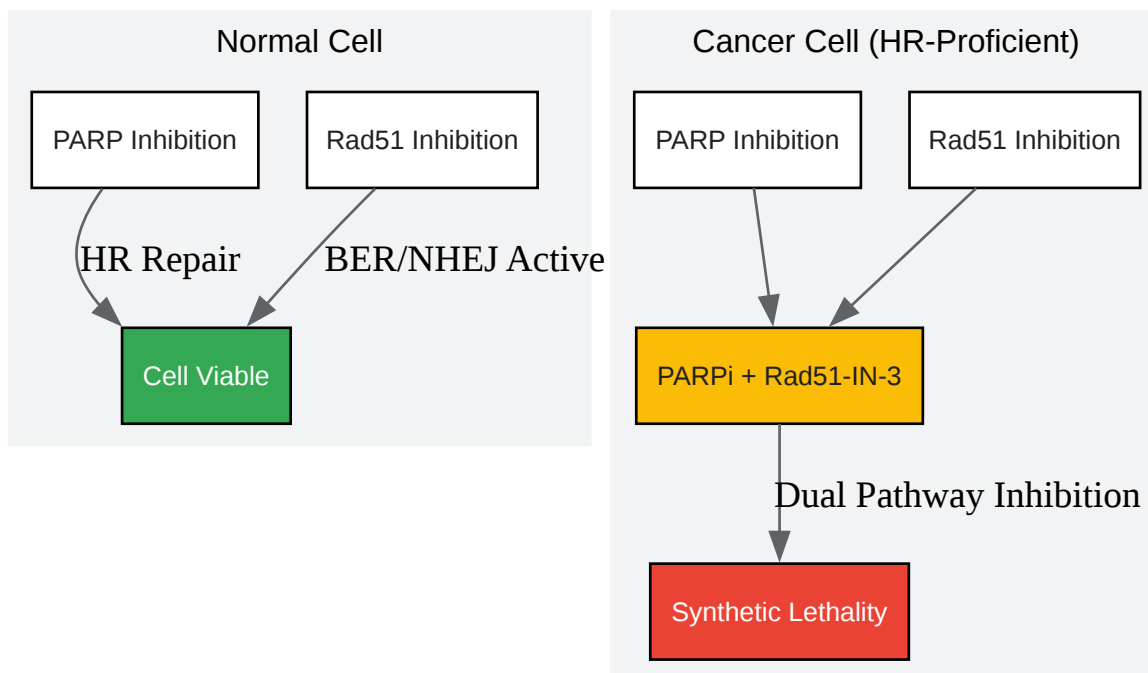 Normal Cell
PARP Inhibition
Rad51 Inhibition
HR Repair
BER/NHEJ Active
Cell Viable
Cancer Cell (HR-Proficient)
PARP Inhibition
Rad51 Inhibition
PARPi + Rad51-IN-3
Dual Pathway Inhibition
Synthetic Lethality